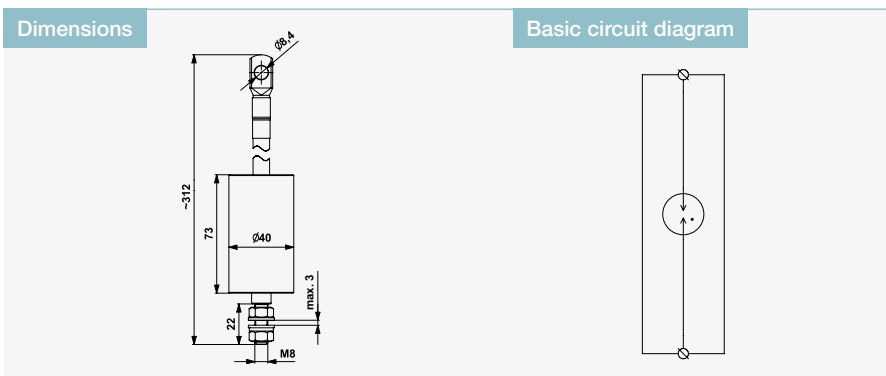 Dimensions
Basic circuit diagram
Ø8,4
~312
73
Ø40
max. 3
22
M8